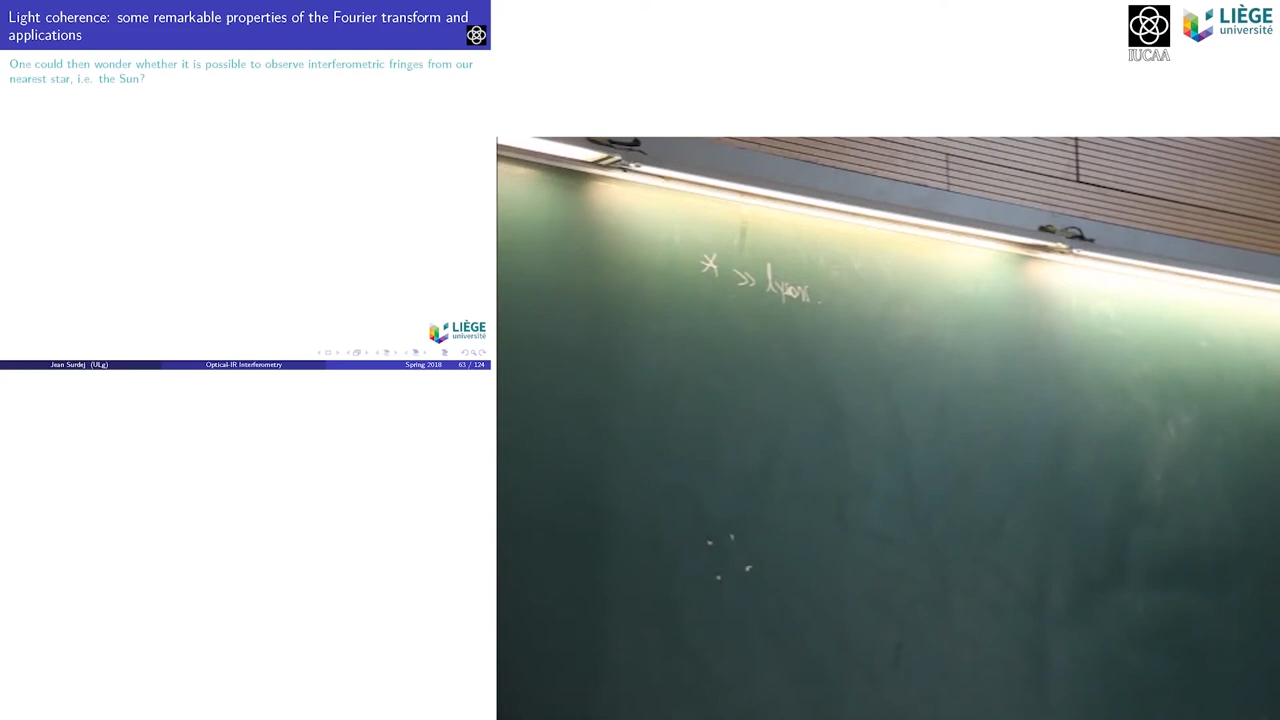 Light coherence: some remarkable properties of the Fourier transform and
applications
One could then wonder whether it is possible to observe interferometric fringes from our
nearest star, i.e. the Sun?
LIÈGE
université
Jean Surdej (ULg) Optical-IR Interferometry Spring 2018 63 / 124
IUCAA
LIÈGE
université
* <<